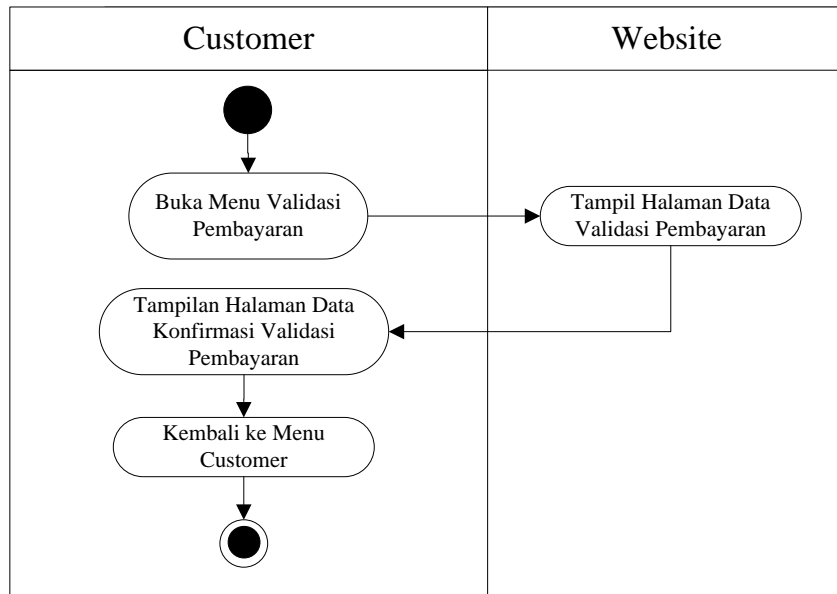 Customer
Website
Buka Menu Validasi
Pembayaran
Tampil Halaman Data
Validasi Pembayaran
Tampilan Halaman Data
Konfirmasi Validasi
Pembayaran
Kembali ke Menu
Customer